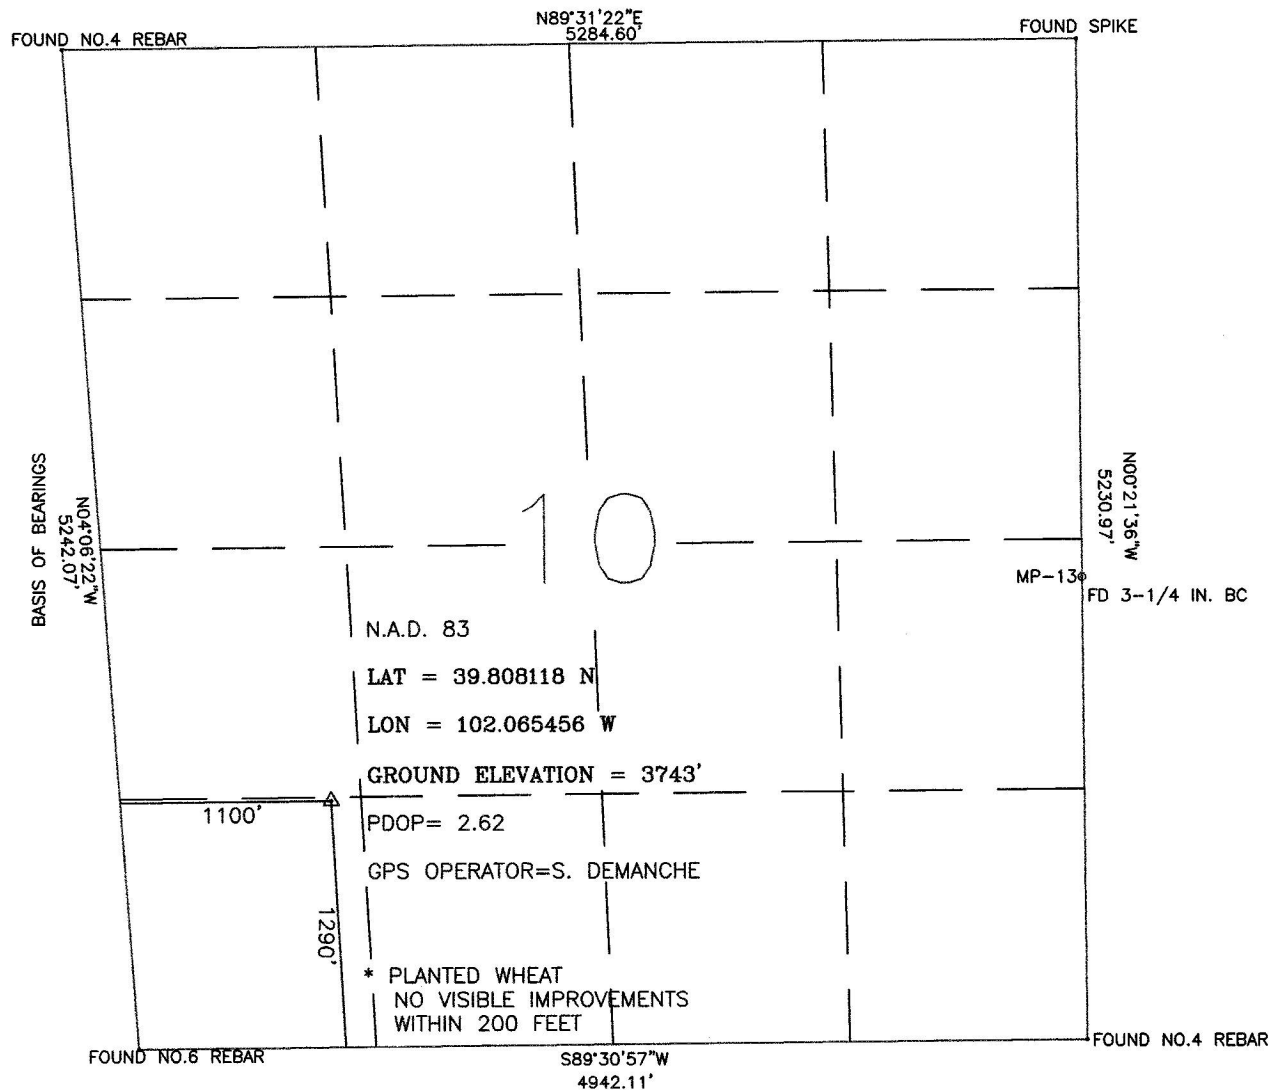 N89°31'22"E
5284.60'
FOUND NO.4 REBAR
FOUND SPIKE
BASIS OF BEARINGS
N04°06'22"W
5242.07'
10
N00°21'36"W
5230.97'
MP-13
FD 3-1/4 IN. BC
N.A.D. 83
LAT = 39.808118 N
LON = 102.065456 W
GROUND ELEVATION = 3743'
1100'
PDOP= 2.62
GPS OPERATOR=S. DEMANCHE
1290'
* PLANTED WHEAT
NO VISIBLE IMPROVEMENTS
WITHIN 200 FEET
FOUND NO.6 REBAR
FOUND NO.4 REBAR
S89°30'57"W
4942.11'